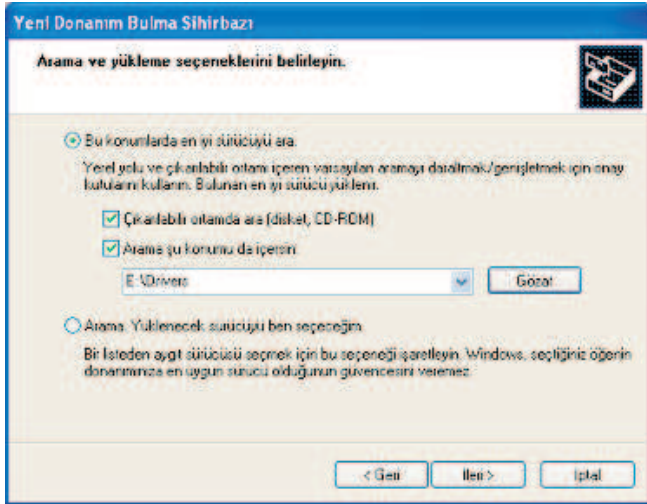 Yeni Donanım Bulma Sihirbazı
Arama ve yükleme seçeneklerini belirleyin.
Bu konumlarda en iyi sürücüyü ara.
Yerel yolu ve çıkarılabilir ortamı içeren varsayılan aramayı daraltmak/genişletmek için onay
kutularını kullanın. Bulunan en iyi sürücü yüklenir.
Çıkarılabilir ortamda ara (disket, CD-ROM)
Arama şu konumu da içersin:
E:\Drivers
Gözat
Arama. Yüklenecek sürücüyü ben seçeceğim.
Bir listeden aygıt sürücüsü seçmek için bu seçeneği işaretleyin. Windows, seçtiğiniz öğenin
donanımınıza en uygun sürücü olduğunun güvencesini veremez.
< Geri
İleri >
İptal